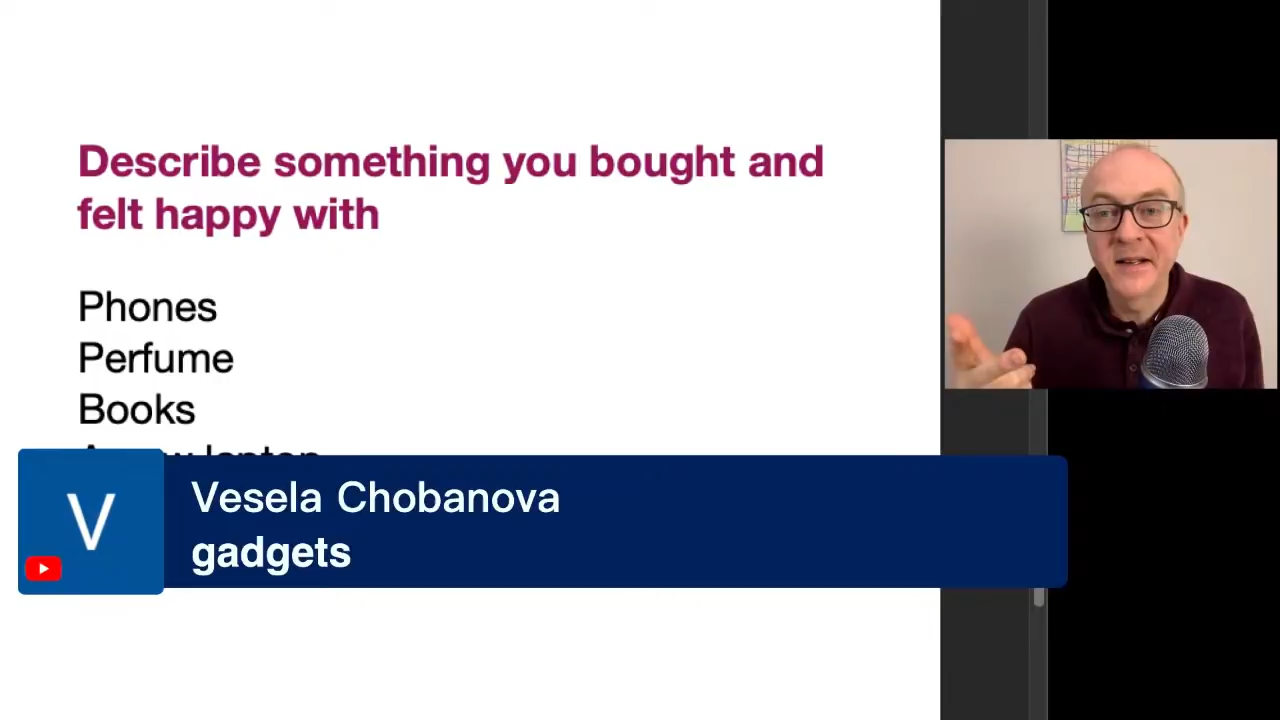 Describe something you bought and
felt happy with
Phones
Perfume
Books
V
Vesela Chobanova
gadgets